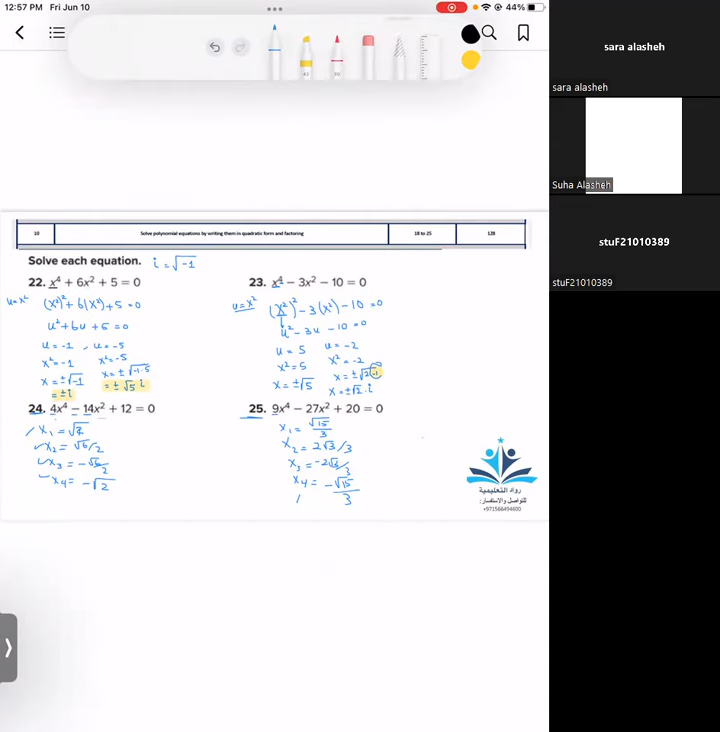 12:57 PM Fri Jun 10
44%
sara alasheh
sara alasheh
Suha Alasheh
stuF21010389
stuF21010389
10 Solve polynomial equations by writing them in quadratic form and factoring 18 to 25 128
Solve each equation. i = √-1
22. x⁴ + 6x² + 5 = 0
u = x² (x²)² + 6(x²) + 5 = 0
u² + 6u + 5 = 0
u = -1 , u = -5
x² = -1 x² = -5
x = ±√-1 x = ±√-1·5
= ±i = ±√5 i
23. x⁴ − 3x² − 10 = 0
u = x² (x²)² − 3(x²) − 10 = 0
u² − 3u − 10 = 0
u = 5 u = -2
x² = 5 x² = -2
x = ±√5 x = ±√2(-1)
x = ±√2 · i
24. 4x⁴ − 14x² + 12 = 0
x₁ = √2
x₂ = √6/2
x₃ = -√6/2
x₄ = -√2
25. 9x⁴ − 27x² + 20 = 0
x₁ = √15/3
x₂ = 2√3/3
x₃ = -2√3/3
x₄ = -√15/3
رواد التعليمية
للتواصل والاستفسار:
+971566494600